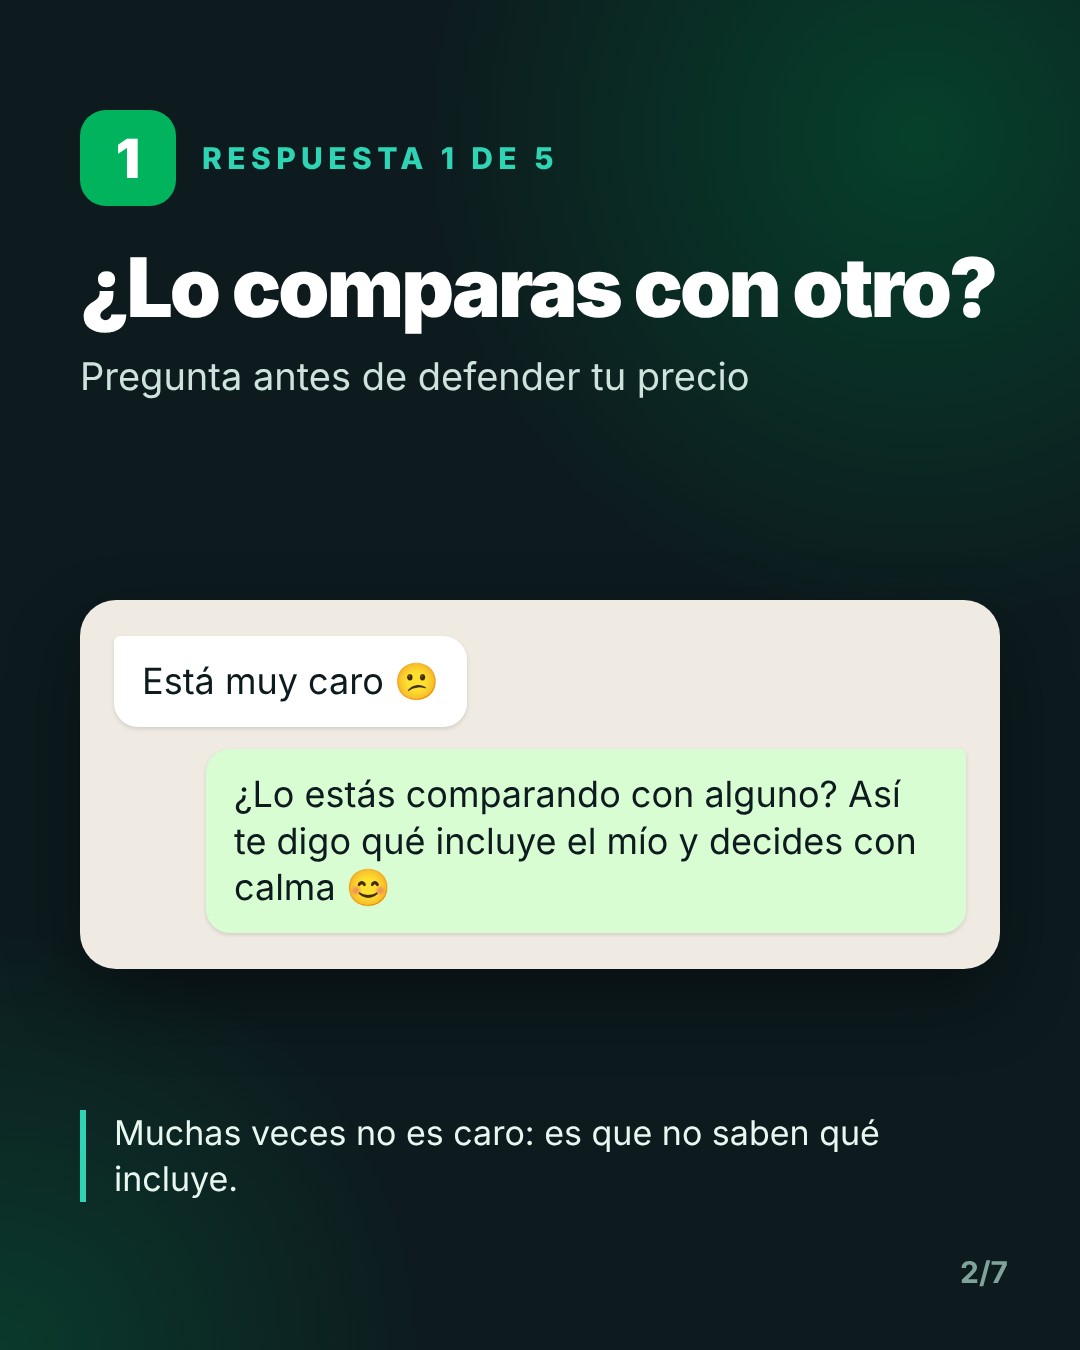 1
RESPUESTA 1 DE 5
¿Lo comparas con otro?
Pregunta antes de defender tu precio
Está muy caro 😕
¿Lo estás comparando con alguno? Así
te digo qué incluye el mío y decides con
calma 😊
Muchas veces no es caro: es que no saben qué
incluye.
2/7